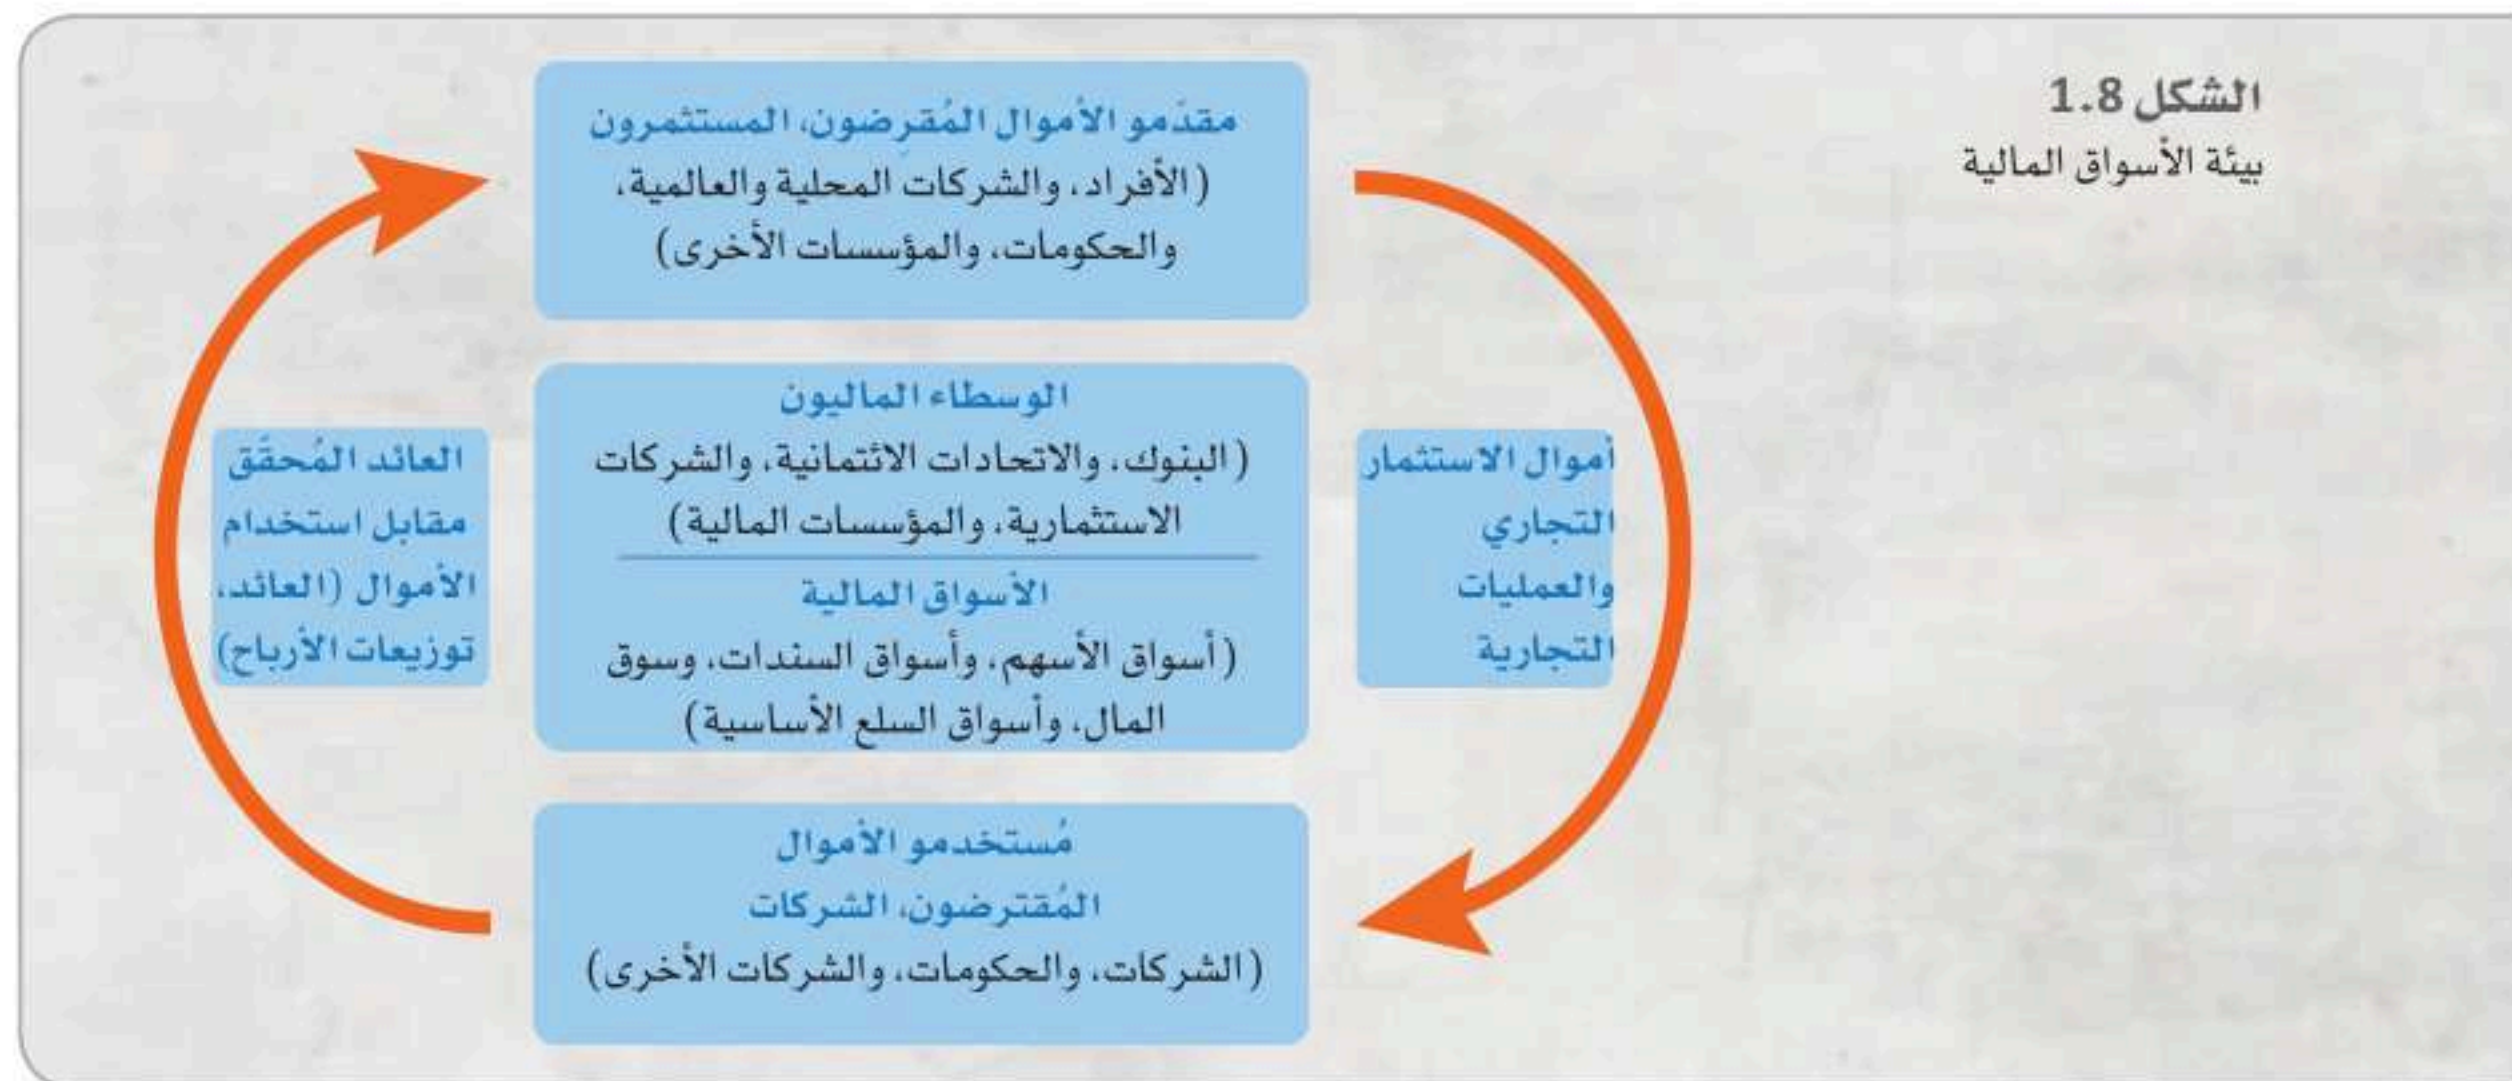 الشكل 1.8
بيئة الأسواق المالية
مقدّمو الأموال المُقرِضون، المستثمرون
(الأفراد، والشركات المحلية والعالمية،
والحكومات، والمؤسسات الأخرى)
الوسطاء الماليون
(البنوك، والاتحادات الائتمانية، والشركات
الاستثمارية، والمؤسسات المالية)
الأسواق المالية
(أسواق الأسهم، وأسواق السندات، وسوق
المال، وأسواق السلع الأساسية)
مُستخدمو الأموال
المُقترضون، الشركات
(الشركات، والحكومات، والشركات الأخرى)
أموال الاستثمار
التجاري
والعمليات
التجارية
العائد المُحقّق
مقابل استخدام
الأموال (العائد،
توزيعات الأرباح)